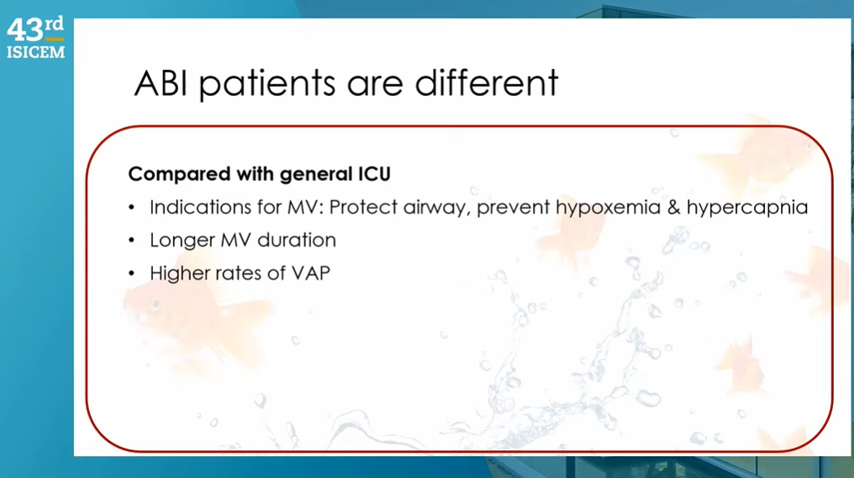 43rd
ISICEM
ABI patients are different
Compared with general ICU
• Indications for MV: Protect airway, prevent hypoxemia & hypercapnia
• Longer MV duration
• Higher rates of VAP